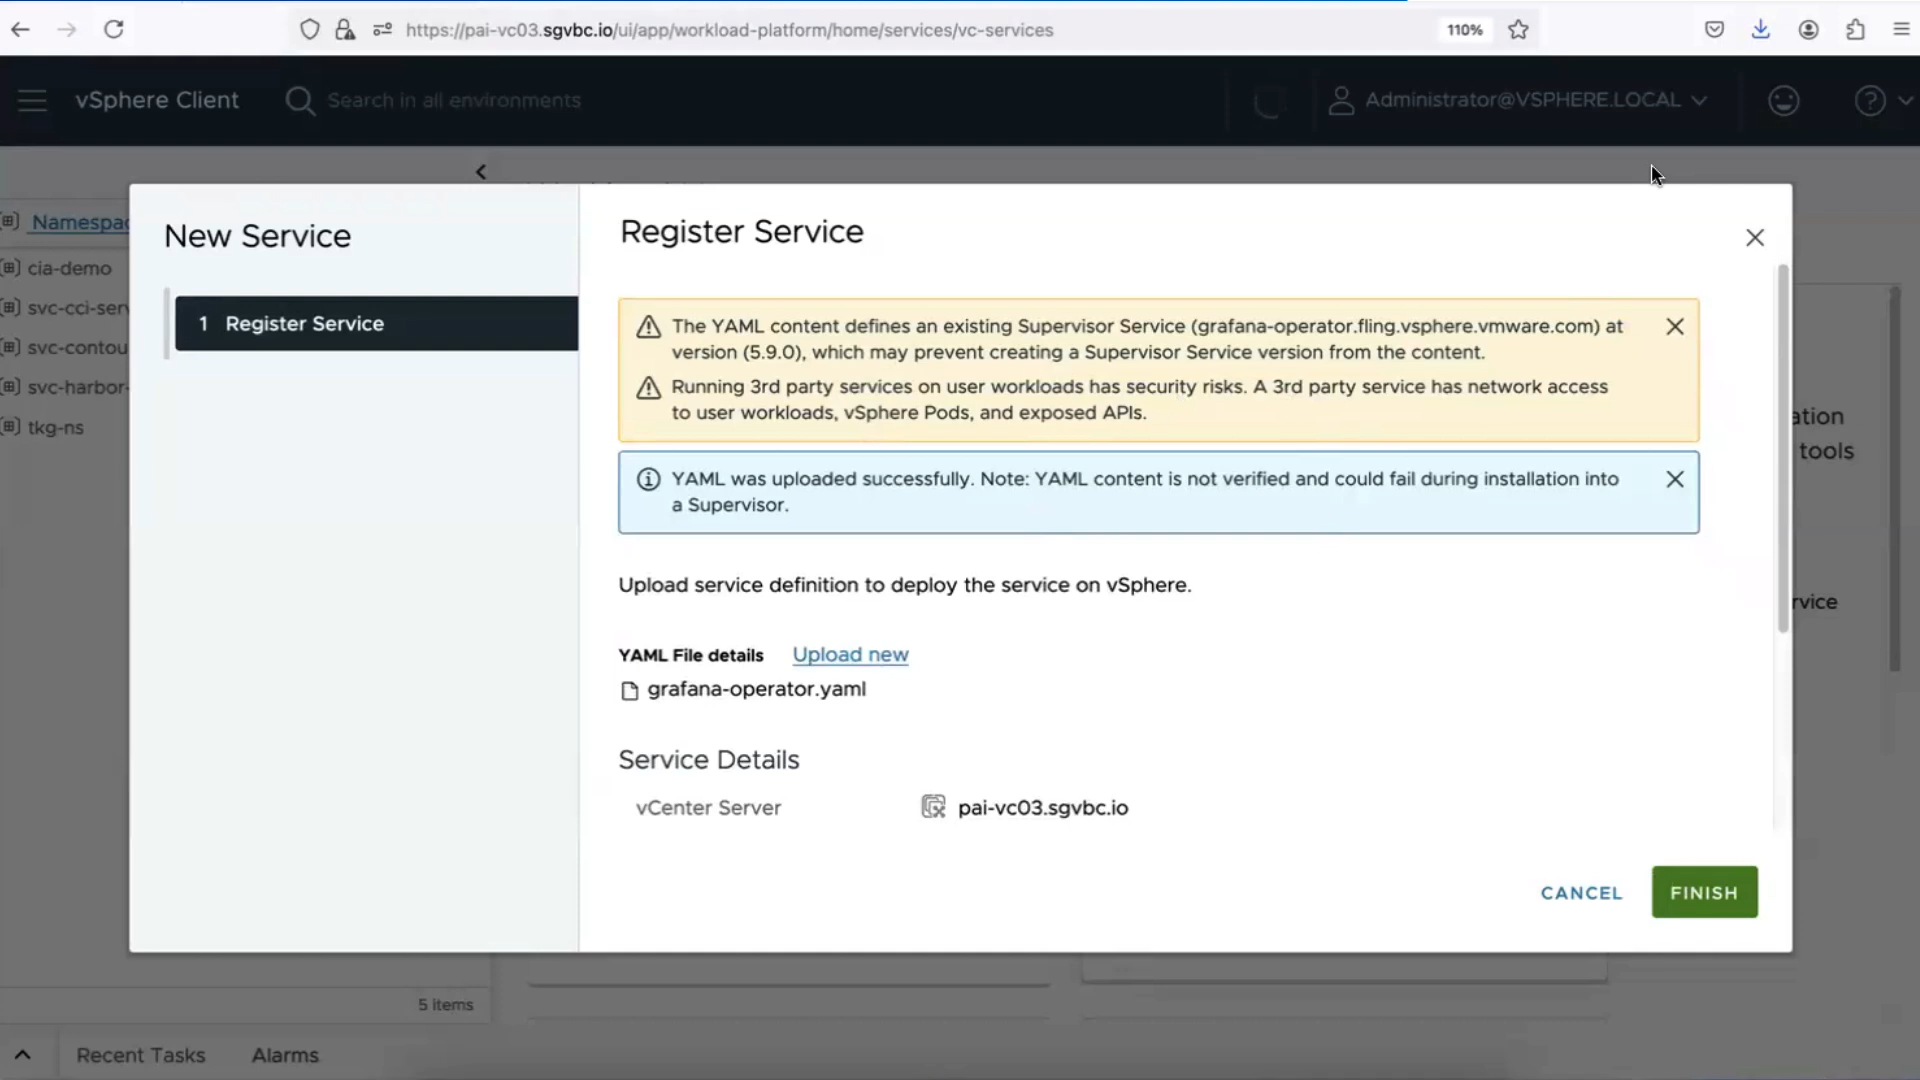 https://pai-vc03.sgvbc.io/ui/app/workload-platform/home/services/vc-services
110%
vSphere Client
Search in all environments
Administrator@VSPHERE.LOCAL
Namespac
cia-demo
svc-cci-serv
svc-contou
svc-harbor-
tkg-ns
5 items
New Service
1 Register Service
Register Service
The YAML content defines an existing Supervisor Service (grafana-operator.fling.vsphere.vmware.com) at
version (5.9.0), which may prevent creating a Supervisor Service version from the content.
Running 3rd party services on user workloads has security risks. A 3rd party service has network access
to user workloads, vSphere Pods, and exposed APIs.
YAML was uploaded successfully. Note: YAML content is not verified and could fail during installation into
a Supervisor.
Upload service definition to deploy the service on vSphere.
YAML File details Upload new
grafana-operator.yaml
Service Details
vCenter Server pai-vc03.sgvbc.io
CANCEL FINISH
ation
tools
rvice
Recent Tasks Alarms